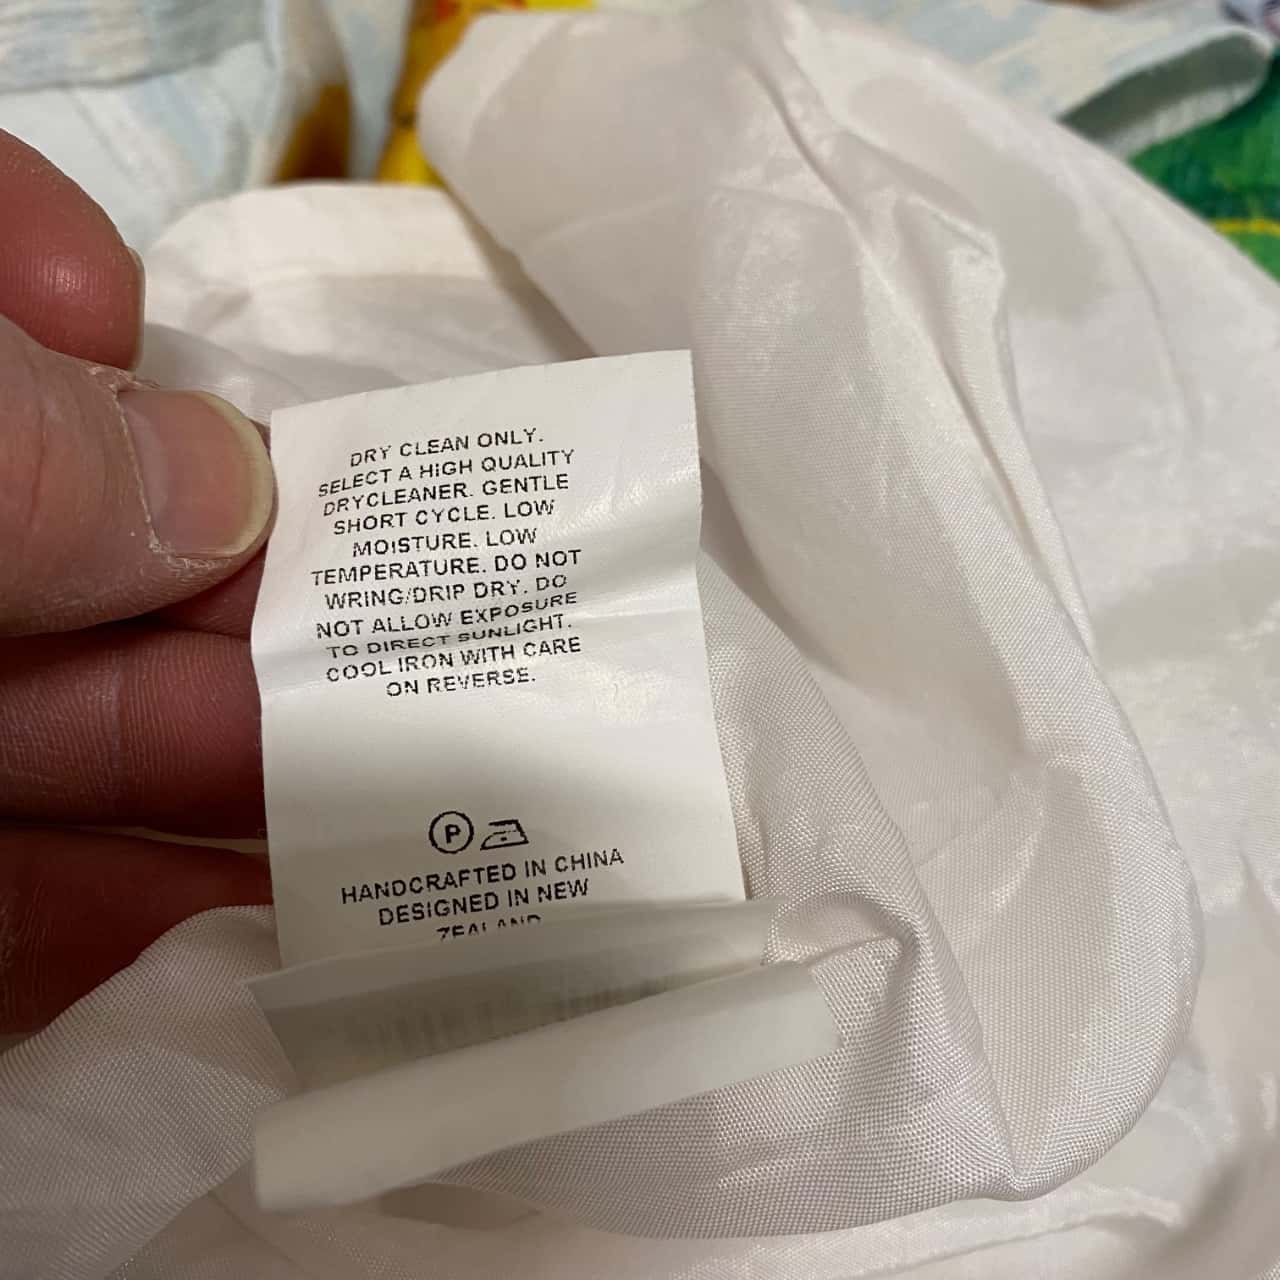 DRY CLEAN ONLY.
SELECT A HIGH QUALITY
DRYCLEANER. GENTLE
SHORT CYCLE. LOW
MOISTURE. LOW
TEMPERATURE. DO NOT
WRING/DRIP DRY. DO
NOT ALLOW EXPOSURE
TO DIRECT SUNLIGHT.
COOL IRON WITH CARE
ON REVERSE.
P
HANDCRAFTED IN CHINA
DESIGNED IN NEW
ZEALAND